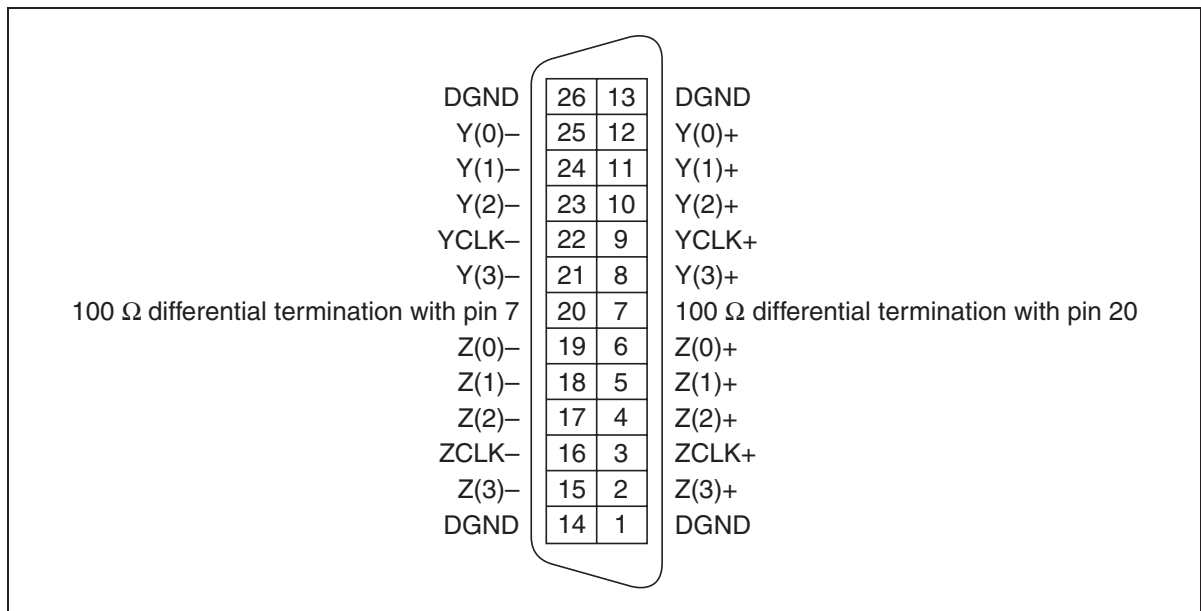 DGND 26 13 DGND
Y(0)– 25 12 Y(0)+
Y(1)– 24 11 Y(1)+
Y(2)– 23 10 Y(2)+
YCLK– 22 9 YCLK+
Y(3)– 21 8 Y(3)+
100 Ω differential termination with pin 7 20 7 100 Ω differential termination with pin 20
Z(0)– 19 6 Z(0)+
Z(1)– 18 5 Z(1)+
Z(2)– 17 4 Z(2)+
ZCLK– 16 3 ZCLK+
Z(3)– 15 2 Z(3)+
DGND 14 1 DGND